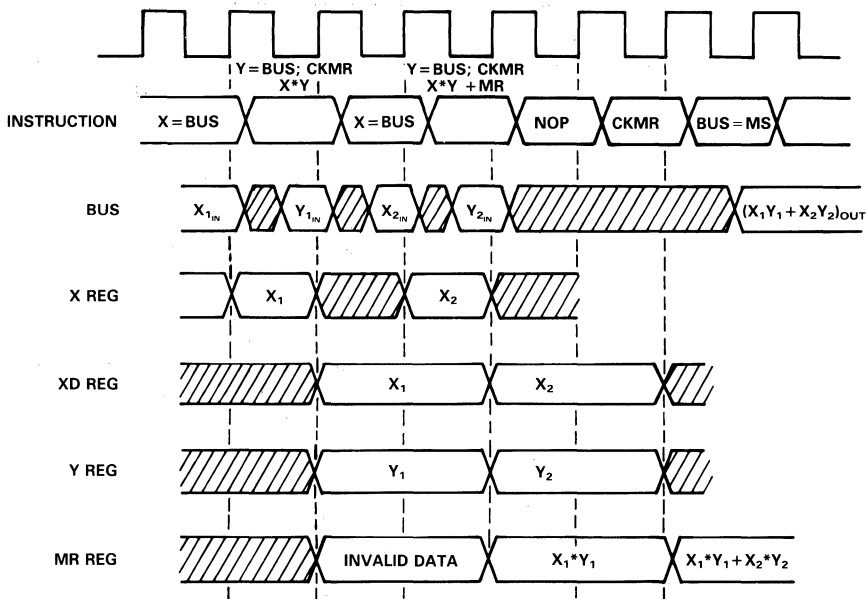 Y=BUS; CKMR Y=BUS; CKMR
X*Y X*Y +MR
INSTRUCTION X=BUS X=BUS NOP CKMR BUS=MS
BUS X1IN Y1IN X2IN Y2IN (X1Y1+X2Y2)OUT
X REG X1 X2
XD REG X1 X2
Y REG Y1 Y2
MR REG INVALID DATA X1*Y1 X1*Y1+X2*Y2